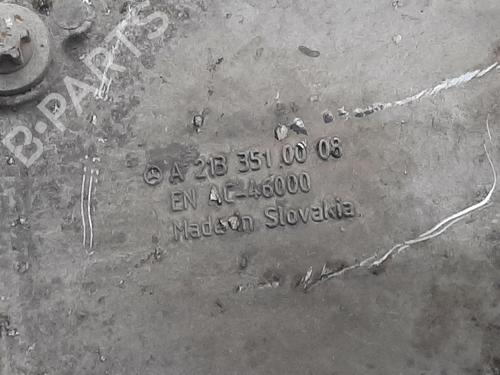 B-PARTS
A 213 351 00 08
EN AC-46000
Made in Slovakia